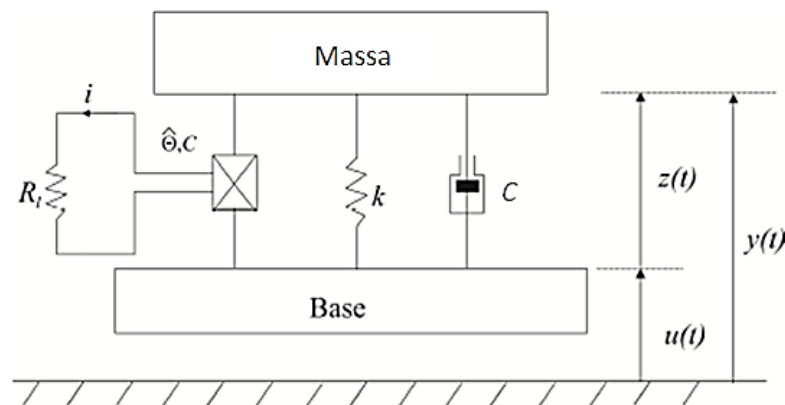 Massa
i
Θ̂,C
R_l
k
C
z(t)
y(t)
Base
u(t)